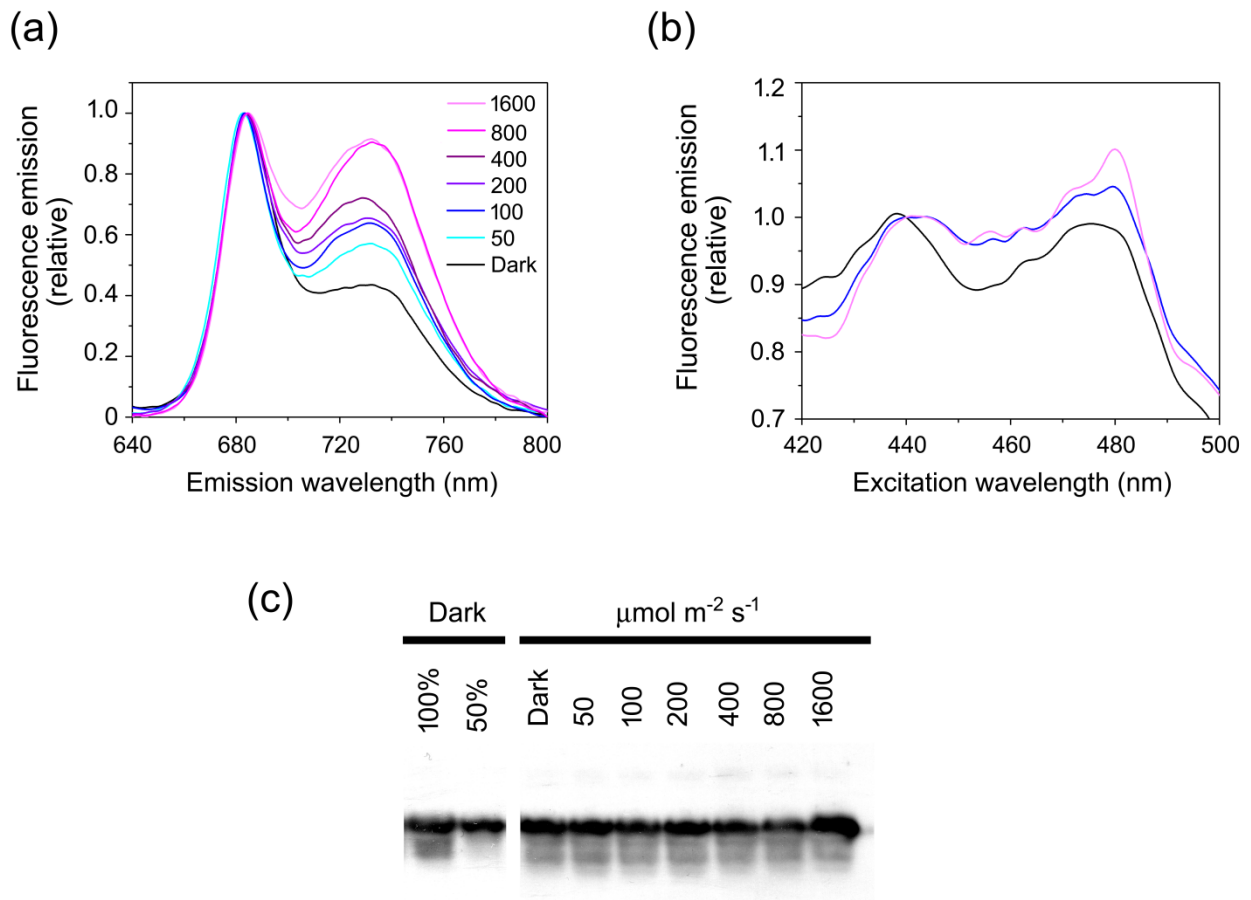 (a)
Fluorescence emission
(relative)
1.0
0.8
0.6
0.4
0.2
0
640
680
720
760
800
Emission wavelength (nm)
1600
800
400
200
100
50
Dark
(b)
Fluorescence emission
(relative)
1.2
1.1
1.0
0.9
0.8
0.7
420
440
460
480
500
Excitation wavelength (nm)
(c)
Dark
μmol m⁻² s⁻¹
100%
50%
Dark
50
100
200
400
800
1600